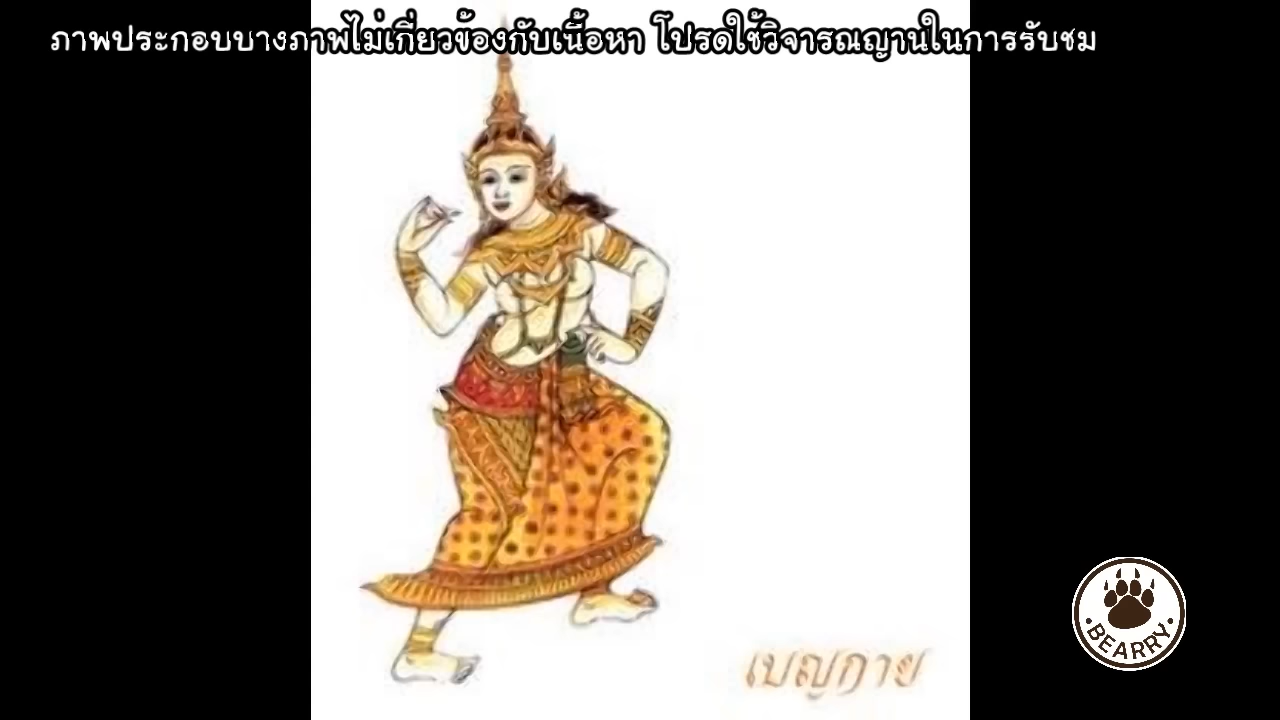 ภาพประกอบบางภาพไม่เกี่ยวข้องกับเนื้อหา โปรดใช้วิจารณญานในการรับชม
เบญกาย
•BEARRY•